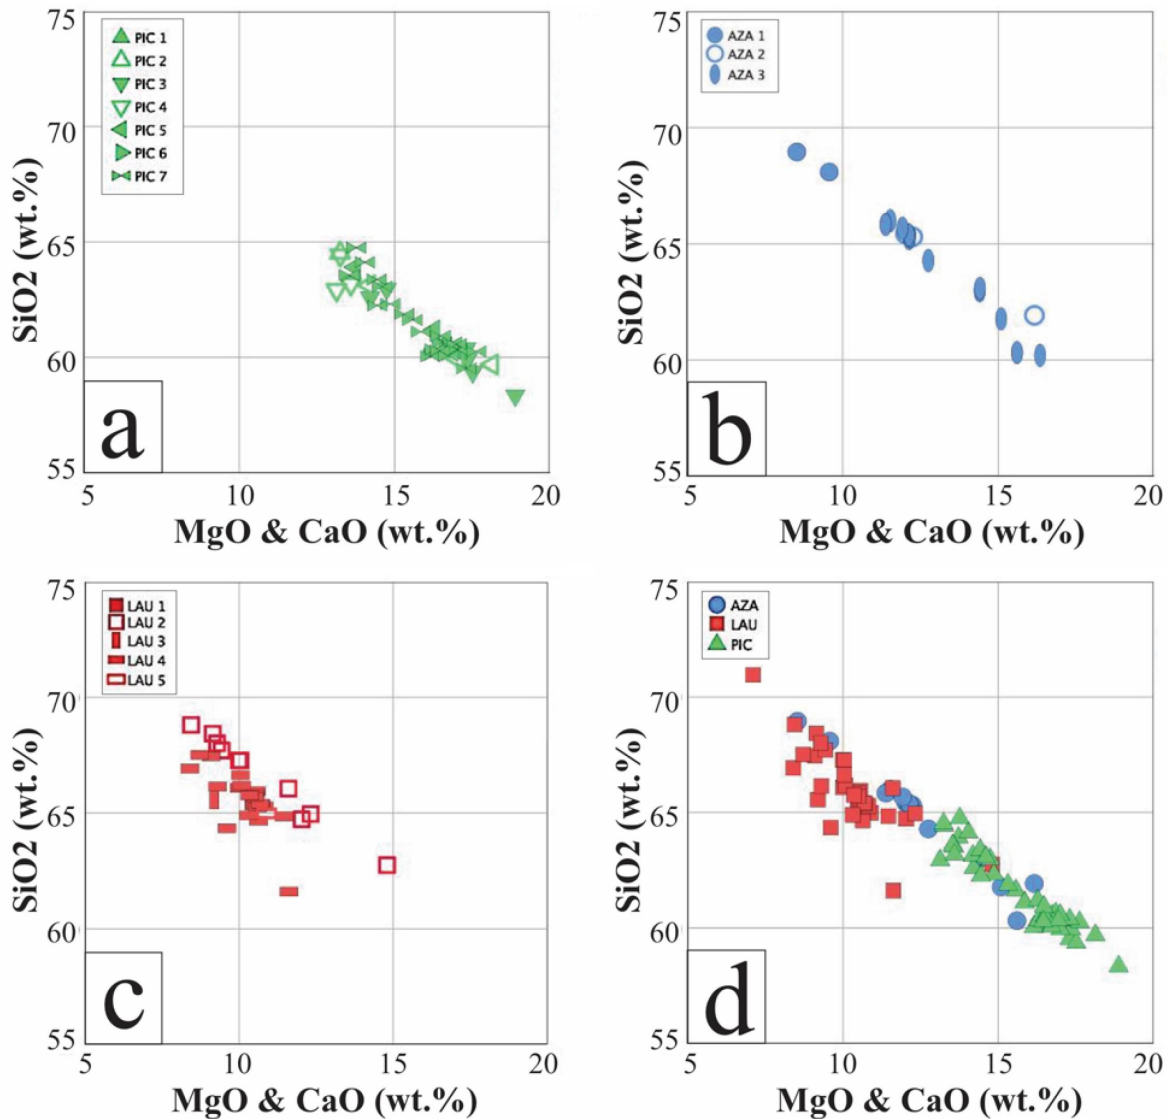 75
70
65
60
55
SiO2 (wt.%)
PIC 1
PIC 2
PIC 3
PIC 4
PIC 5
PIC 6
PIC 7
a
5 10 15 20
MgO & CaO (wt.%)
75
70
65
60
55
SiO2 (wt.%)
AZA 1
AZA 2
AZA 3
b
5 10 15 20
MgO & CaO (wt.%)
75
70
65
60
55
SiO2 (wt.%)
LAU 1
LAU 2
LAU 3
LAU 4
LAU 5
c
5 10 15 20
MgO & CaO (wt.%)
75
70
65
60
55
SiO2 (wt.%)
AZA
LAU
PIC
d
5 10 15 20
MgO & CaO (wt.%)